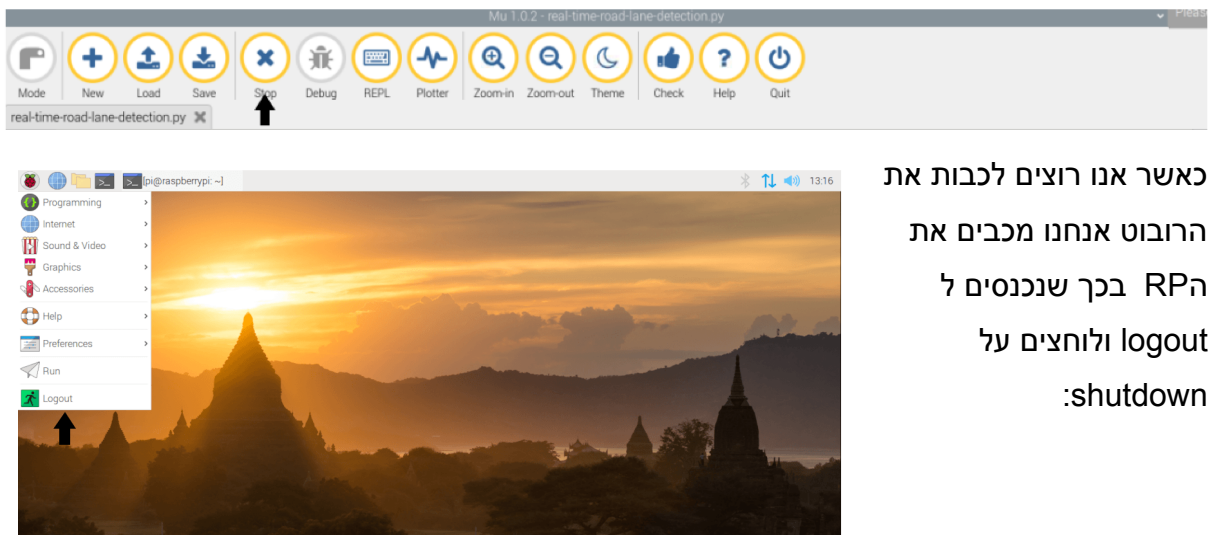 Mu 1.0.2 - real-time-road-lane-detection.py
Pleas
Mode New Load Save Stop Debug REPL Plotter Zoom-in Zoom-out Theme Check Help Quit
real-time-road-lane-detection.py
[pi@raspberrypi: ~] 13:16
Programming
Internet
Sound & Video
Graphics
Accessories
Help
Preferences
Run
Logout
כאשר אנו רוצים לכבות את
הרובוט אנחנו מכבים את
הRP בכך שנכנסים ל
logout ולוחצים על
shutdown: